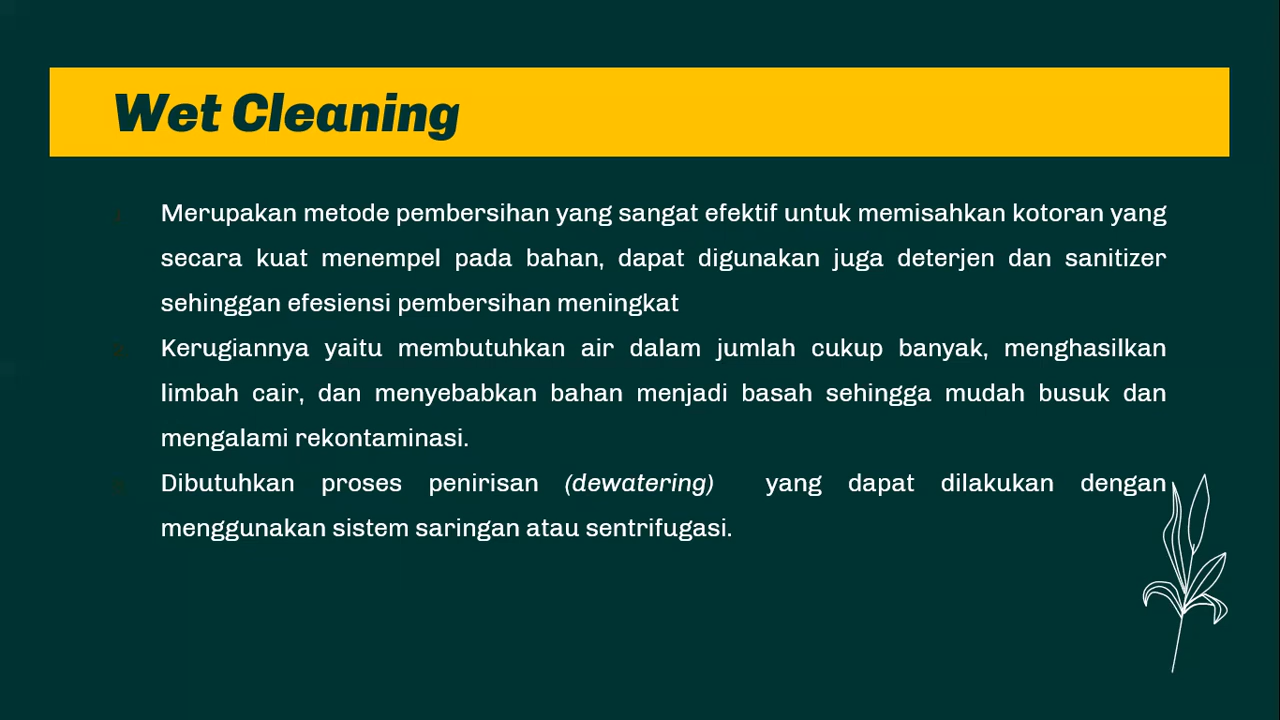 Wet Cleaning
Merupakan metode pembersihan yang sangat efektif untuk memisahkan kotoran yang
secara kuat menempel pada bahan, dapat digunakan juga deterjen dan sanitizer
sehinggan efesiensi pembersihan meningkat
Kerugiannya yaitu membutuhkan air dalam jumlah cukup banyak, menghasilkan
limbah cair, dan menyebabkan bahan menjadi basah sehingga mudah busuk dan
mengalami rekontaminasi.
Dibutuhkan proses penirisan (dewatering) yang dapat dilakukan dengan
menggunakan sistem saringan atau sentrifugasi.